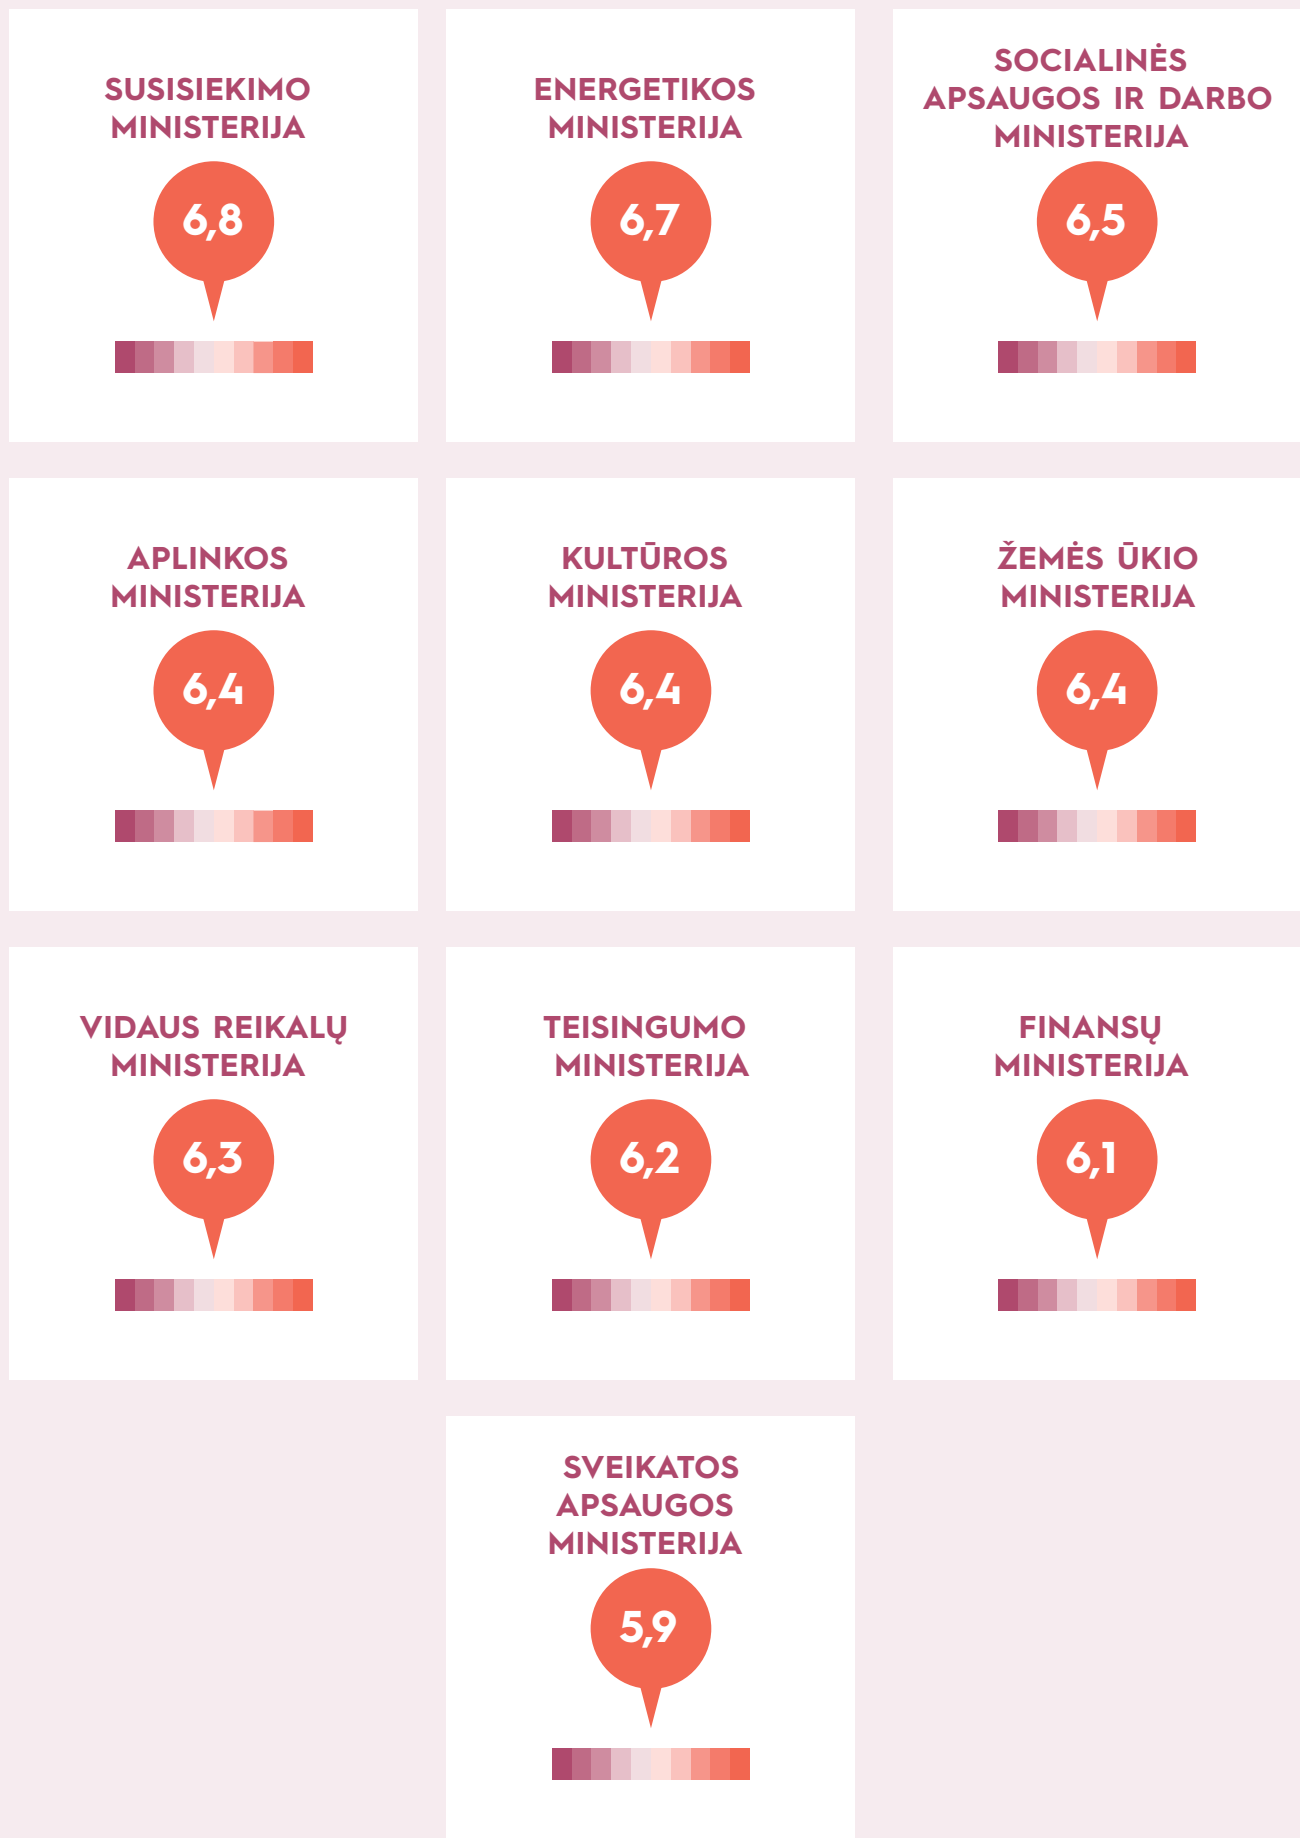 SUSISIEKIMO
MINISTERIJA
6,8
ENERGETIKOS
MINISTERIJA
6,7
SOCIALINĖS
APSAUGOS IR DARBO
MINISTERIJA
6,5
APLINKOS
MINISTERIJA
6,4
KULTŪROS
MINISTERIJA
6,4
ŽEMĖS ŪKIO
MINISTERIJA
6,4
VIDAUS REIKALŲ
MINISTERIJA
6,3
TEISINGUMO
MINISTERIJA
6,2
FINANSŲ
MINISTERIJA
6,1
SVEIKATOS
APSAUGOS
MINISTERIJA
5,9